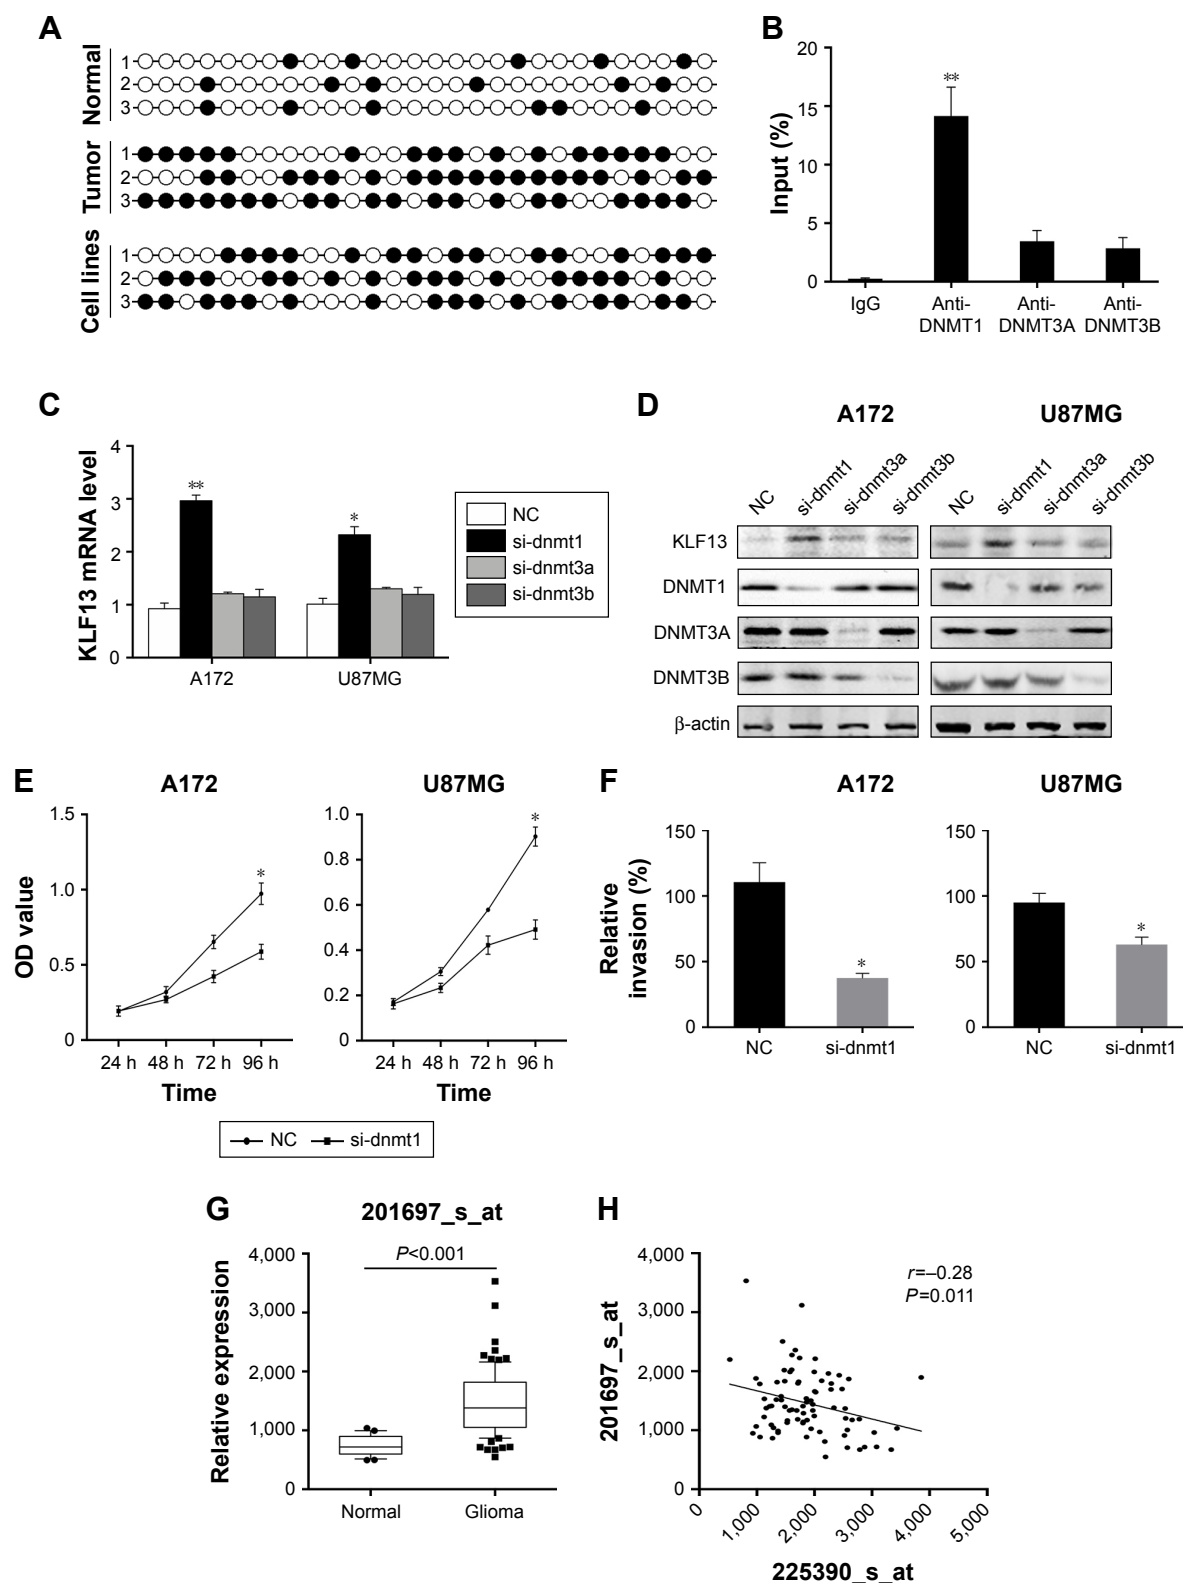 A
Normal
1
2
3
Tumor
1
2
3
Cell lines
1
2
3
B
Input (%)
20
15
10
5
0
**
IgG
Anti-
DNMT1
Anti-
DNMT3A
Anti-
DNMT3B
C
KLF13 mRNA level
4
3
2
1
0
**
*
A172
U87MG
NC
si-dnmt1
si-dnmt3a
si-dnmt3b
D
A172
U87MG
NC
si-dnmt1
si-dnmt3a
si-dnmt3b
NC
si-dnmt1
si-dnmt3a
si-dnmt3b
KLF13
DNMT1
DNMT3A
DNMT3B
β-actin
E
A172
OD value
1.5
1.0
0.5
0
*
24 h 48 h 72 h 96 h
Time
U87MG
1.0
0.8
0.6
0.4
0.2
0
*
24 h 48 h 72 h 96 h
Time
NC si-dnmt1
F
A172
Relative
invasion (%)
150
100
50
0
*
NC si-dnmt1
U87MG
150
100
50
0
*
NC si-dnmt1
G
201697_s_at
P<0.001
Relative expression
4,000
3,000
2,000
1,000
0
Normal Glioma
H
201697_s_at
4,000
3,000
2,000
1,000
0
r=–0.28
P=0.011
0
1,000
2,000
3,000
4,000
5,000
225390_s_at